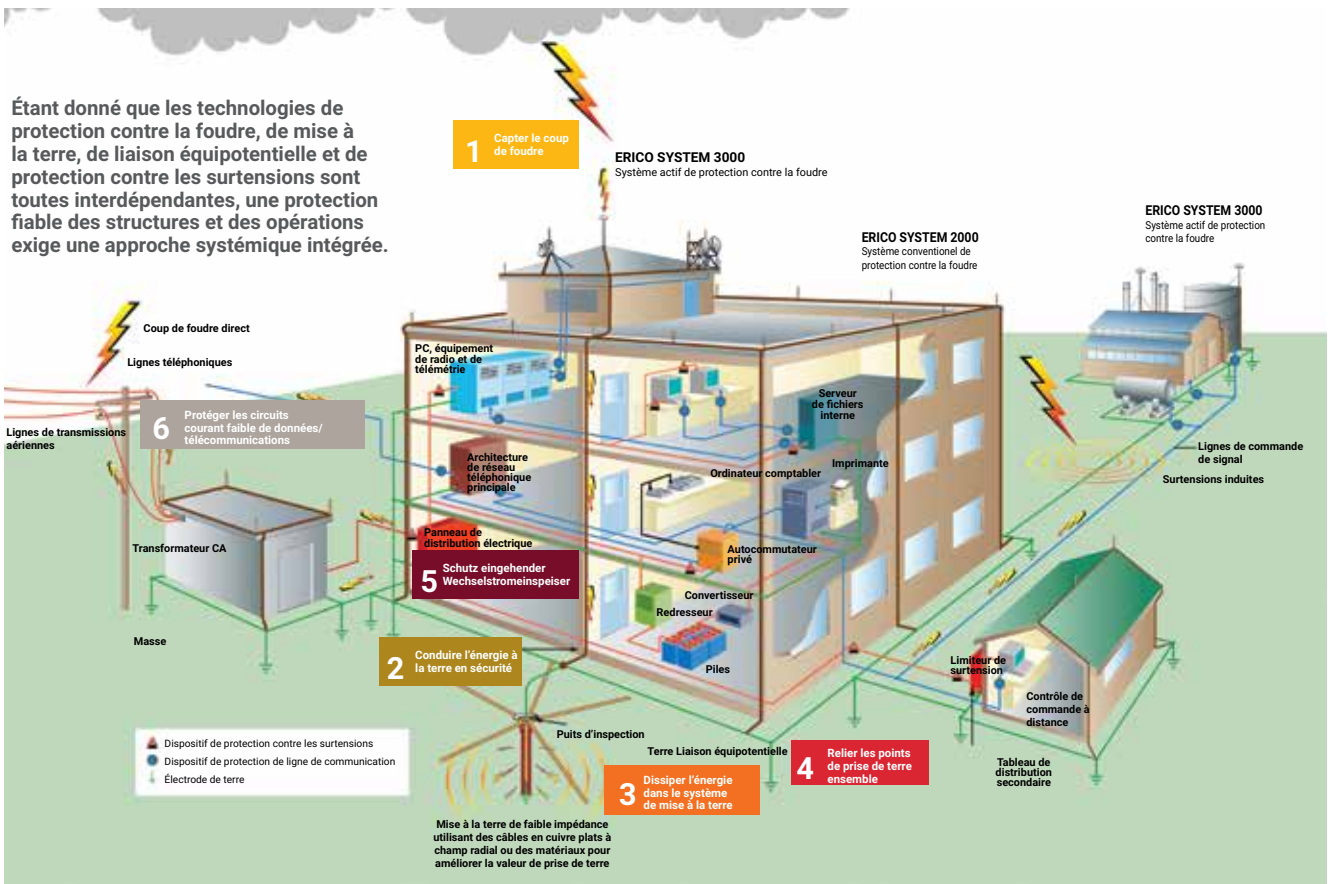 Étant donné que les technologies de
protection contre la foudre, de mise à
la terre, de liaison équipotentielle et de
protection contre les surtensions sont
toutes interdépendantes, une protection
fiable des structures et des opérations
exige une approche systémique intégrée.
1
Capter le coup
de foudre
ERICO SYSTEM 3000
Système actif de protection contre la foudre
ERICO SYSTEM 2000
Système conventionel de
protection contre la foudre
ERICO SYSTEM 3000
Système actif de protection
contre la foudre
Coup de foudre direct
Lignes téléphoniques
Lignes de transmissions
aériennes
6
Protéger les circuits
courant faible de données/
télécommunications
PC, équipement
de radio et de
télémétrie
Serveur
de fichiers
interne
Architecture
de réseau
téléphonique
principale
Ordinateur comptabler
Imprimante
Lignes de commande
de signal
Surtensions induites
Transformateur CA
Panneau de
distribution électrique
5
Schutz eingehender
Wechselstromeinspeiser
Autocommutateur
privé
Convertisseur
Redresseur
Piles
Masse
2
Conduire l'énergie à
la terre en sécurité
Limiteur de
surtension
Contrôle de
commande à
distance
Tableau de
distribution
secondaire
Puits d'inspection
Terre Liaison équipotentielle
4
Relier les points
de prise de terre
ensemble
3
Dissiper l'énergie
dans le système
de mise à la terre
Dispositif de protection contre les surtensions
Dispositif de protection de ligne de communication
Électrode de terre
Mise à la terre de faible impédance
utilisant des câbles en cuivre plats à
champ radial ou des matériaux pour
améliorer la valeur de prise de terre